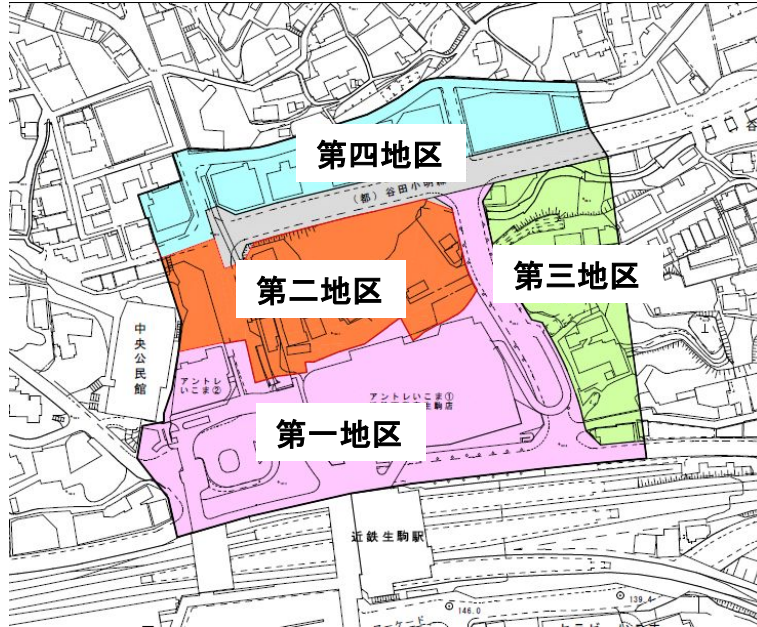 第四地区
(都)谷田小明線
谷
第二地区
第三地区
中央公民館
アントレ
いこま②
アントレいこま①
生駒店
第一地区
近鉄生駒駅
146.0
139.4